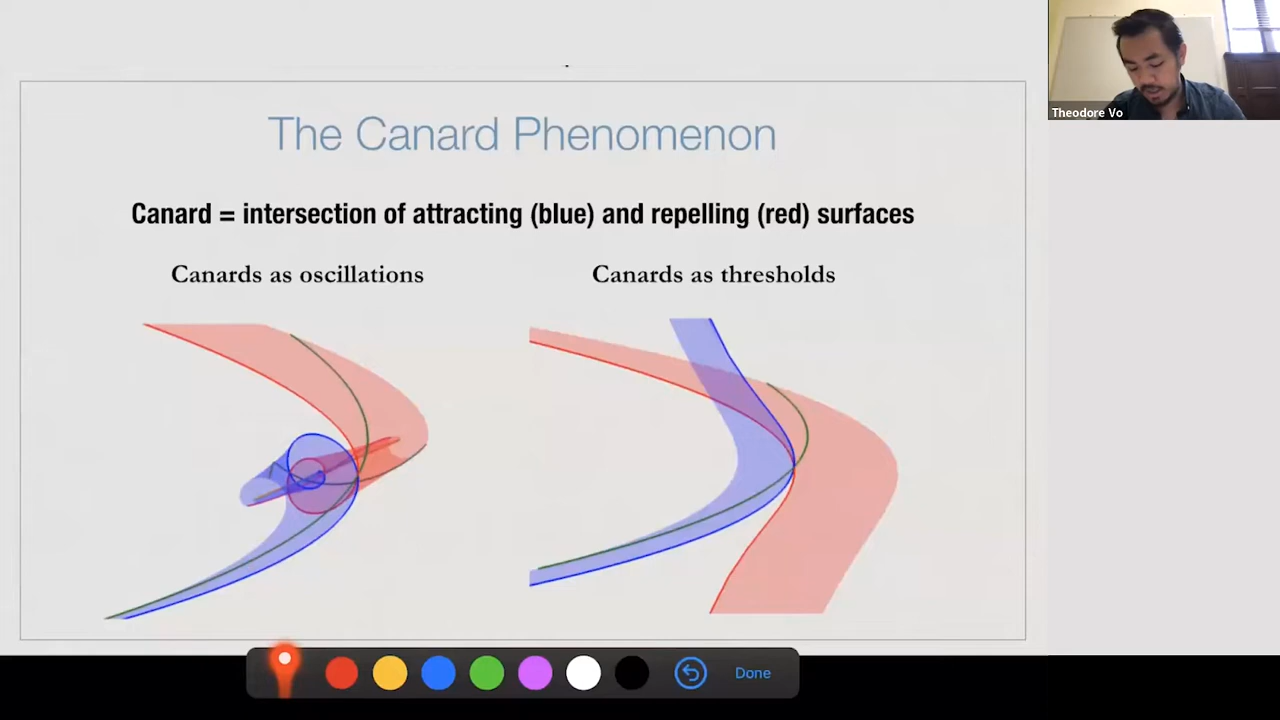 Theodore Vo
The Canard Phenomenon
Canard = intersection of attracting (blue) and repelling (red) surfaces
Canards as oscillations
Canards as thresholds
Done